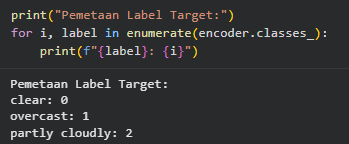 print("Pemetaan Label Target:")
for i, label in enumerate(encoder.classes_):
    print(f"{label}: {i}")
Pemetaan Label Target:
clear: 0
overcast: 1
partly cloudly: 2